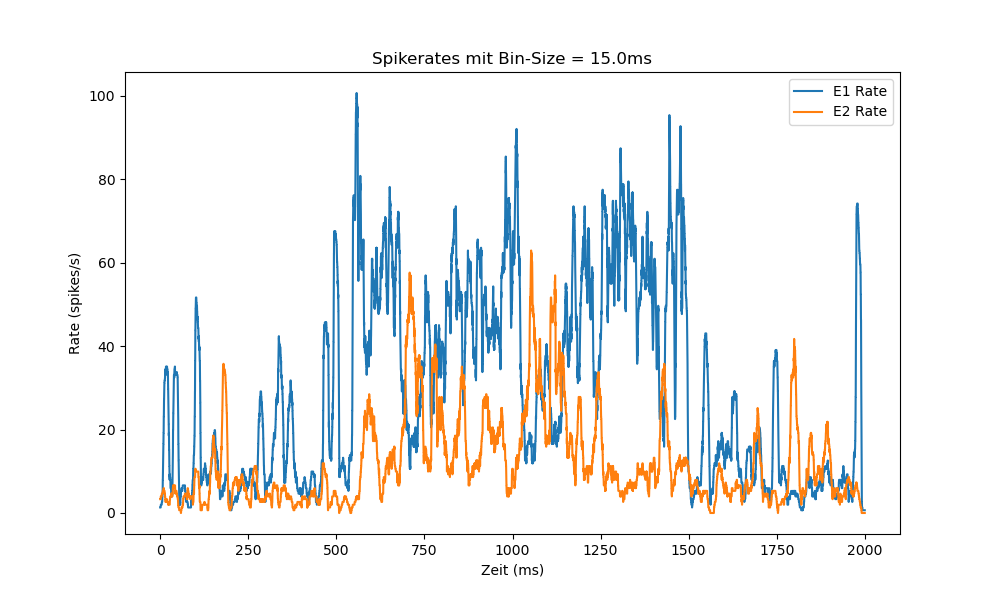 Spikerates mit Bin-Size = 15.0ms
E1 Rate
E2 Rate
100
80
60
40
20
0
Rate (spikes/s)
0 250 500 750 1000 1250 1500 1750 2000
Zeit (ms)